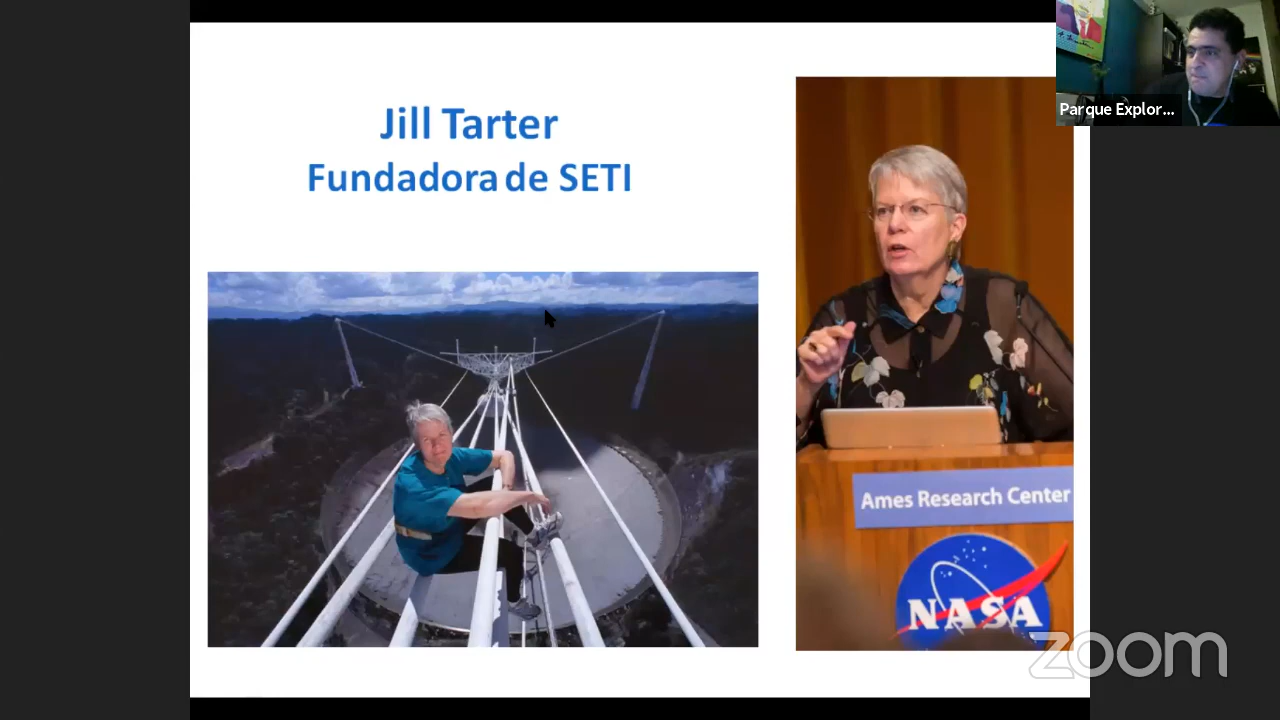 Jill Tarter
Fundadora de SETI
Parque Explor...
Ames Research Center
NASA
zoom